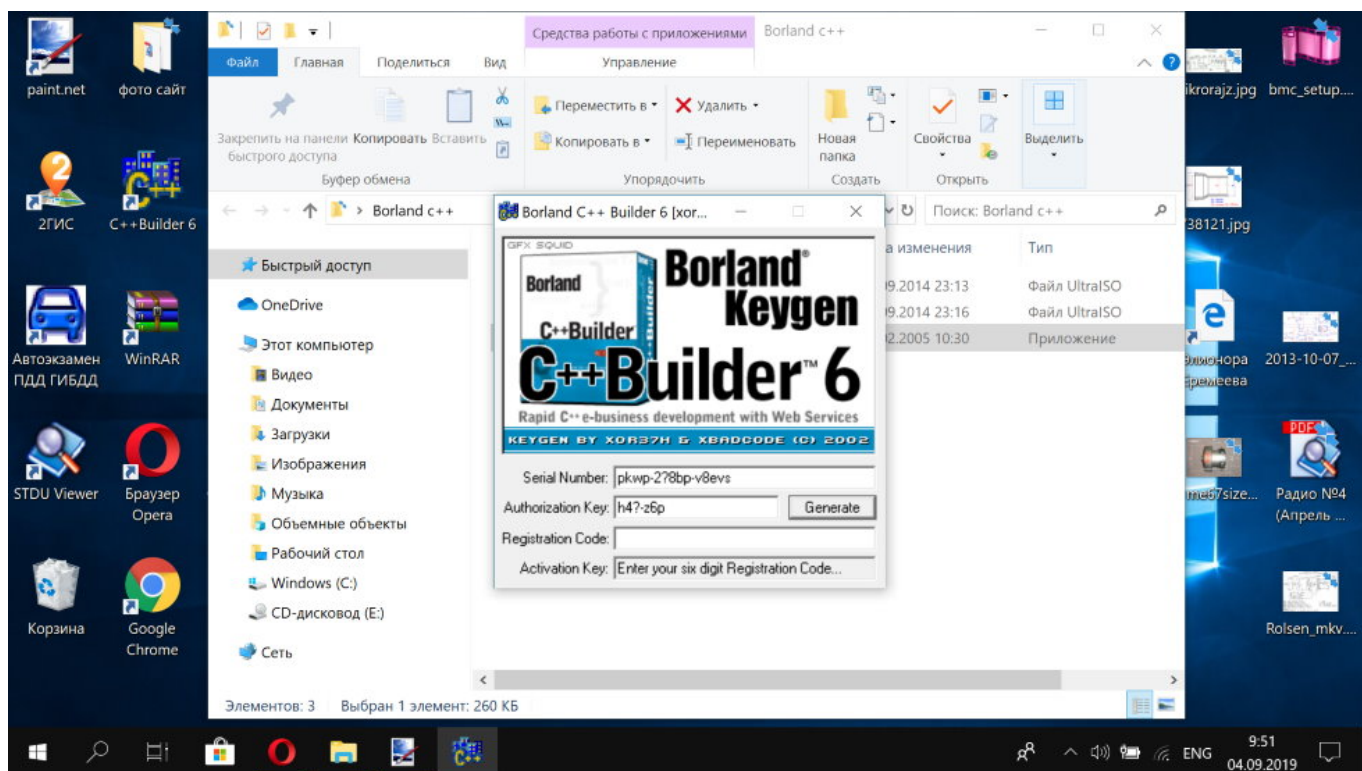 paint.net
фото сайт
2ГИС
C++Builder 6
Автоэкзамен ПДД ГИБДД
WinRAR
STDU Viewer
Браузер Opera
Корзина
Google Chrome
Средства работы с приложениями
Borland c++
Файл
Главная
Поделиться
Вид
Управление
Закрепить на панели быстрого доступа
Копировать
Вставить
Переместить в
Копировать в
Удалить
Переименовать
Новая папка
Свойства
Выделить
Буфер обмена
Упорядочить
Создать
Открыть
Borland c++
Поиск: Borland c++
Быстрый доступ
OneDrive
Этот компьютер
Видео
Документы
Загрузки
Изображения
Музыка
Объемные объекты
Рабочий стол
Windows (C:)
CD-дисковод (E:)
Сеть
а изменения
Тип
09.2014 23:13
Файл UltraISO
09.2014 23:16
Файл UltraISO
02.2005 10:30
Приложение
Borland C++ Builder 6 [xor...
GFX SQUID
Borland
C++Builder
Borland®
Keygen
C++Builder™ 6
Rapid C++ e-business development with Web Services
KEYGEN BY XOR37H & XBADCODE (C) 2002
Serial Number: pkwp-2?8bp-v8evs
Authorization Key: h4?-z6p
Generate
Registration Code:
Activation Key: Enter your six digit Registration Code...
Элементов: 3
Выбран 1 элемент: 260 КБ
ikrorajz.jpg
bmc_setup....
738121.jpg
2013-10-07_...
Радио №4 (Апрель ...
Rolsen_mkv....
ENG
9:51
04.09.2019